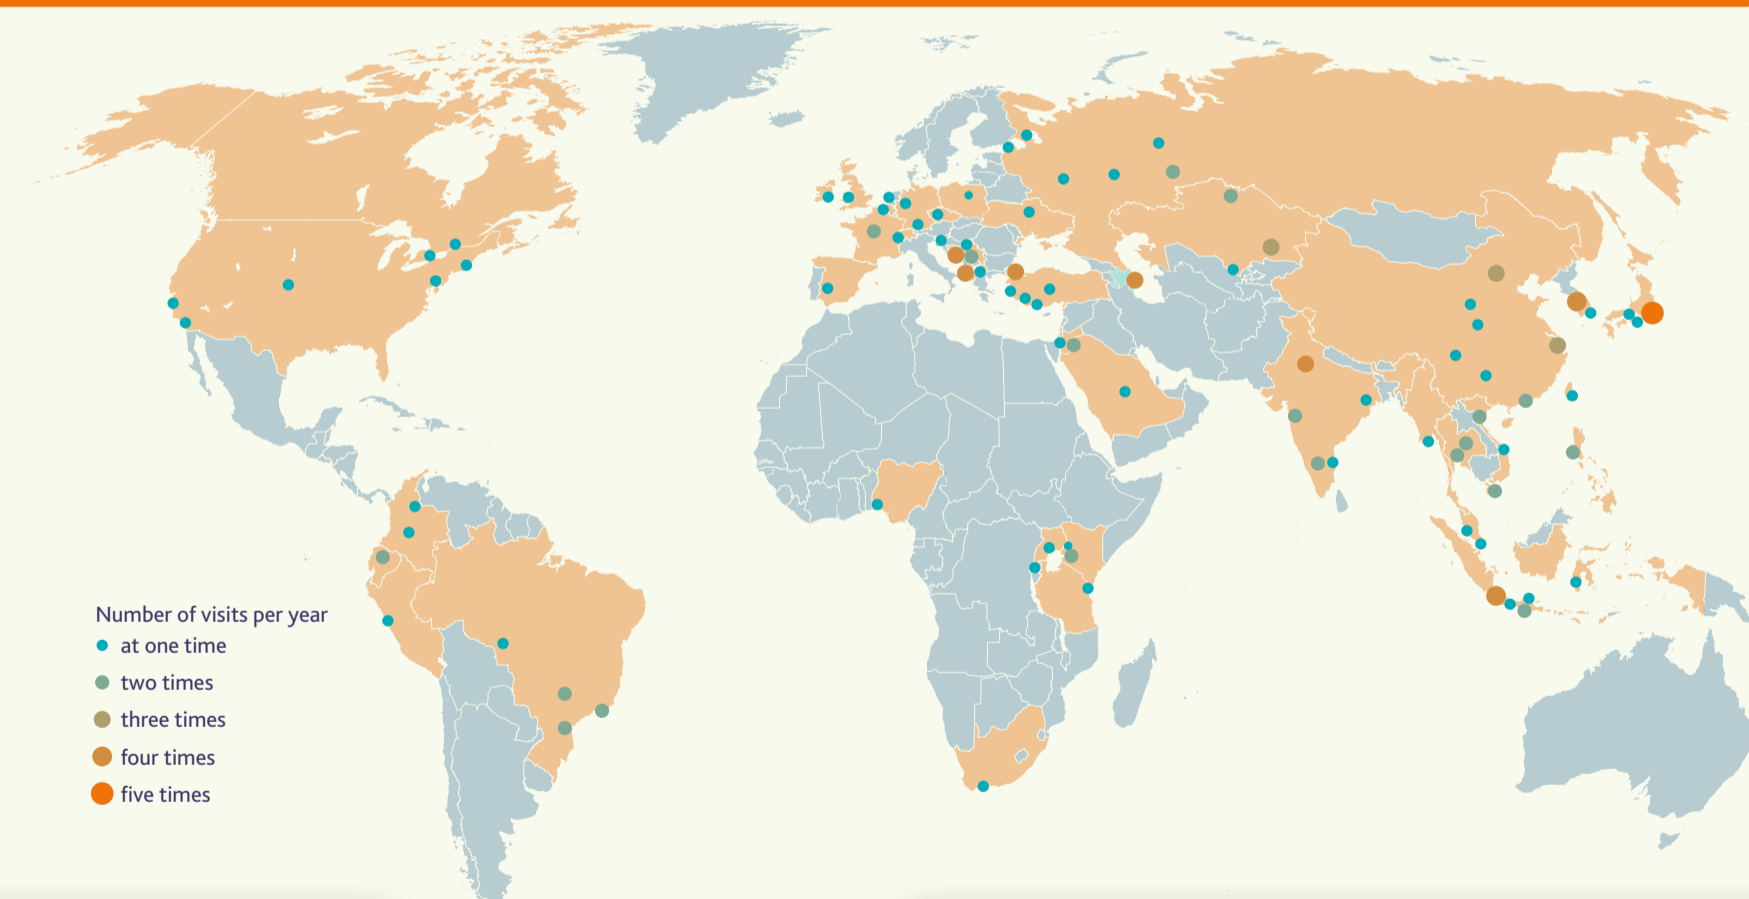 Number of visits per year
at one time
two times
three times
four times
five times